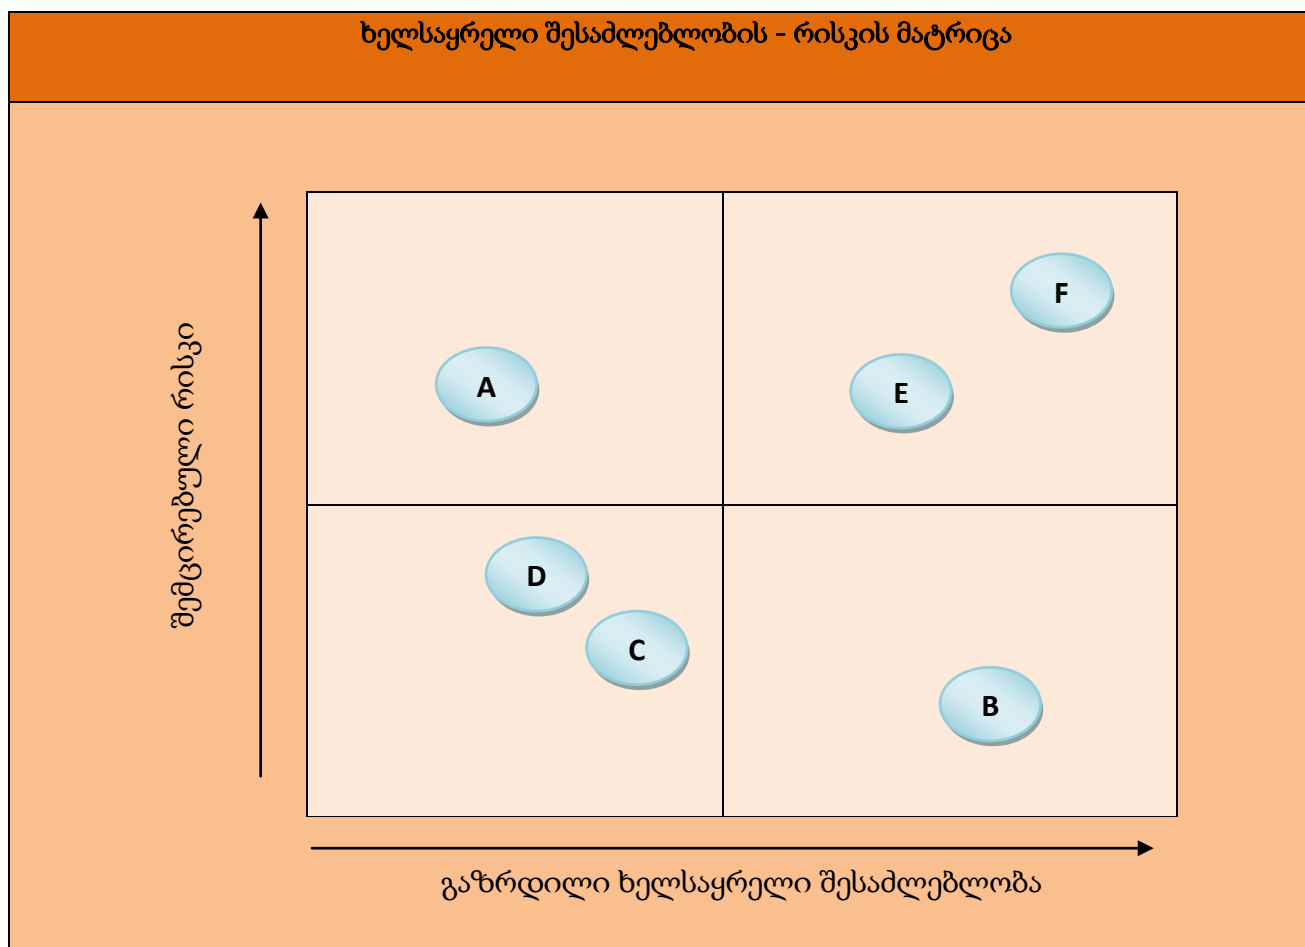 ხელსაყრელი შესაძლებლობის - რისკის მატრიცა
F
A
E
შემცირებული რისკი
D
C
B
გაზრდილი ხელსაყრელი შესაძლებლობა